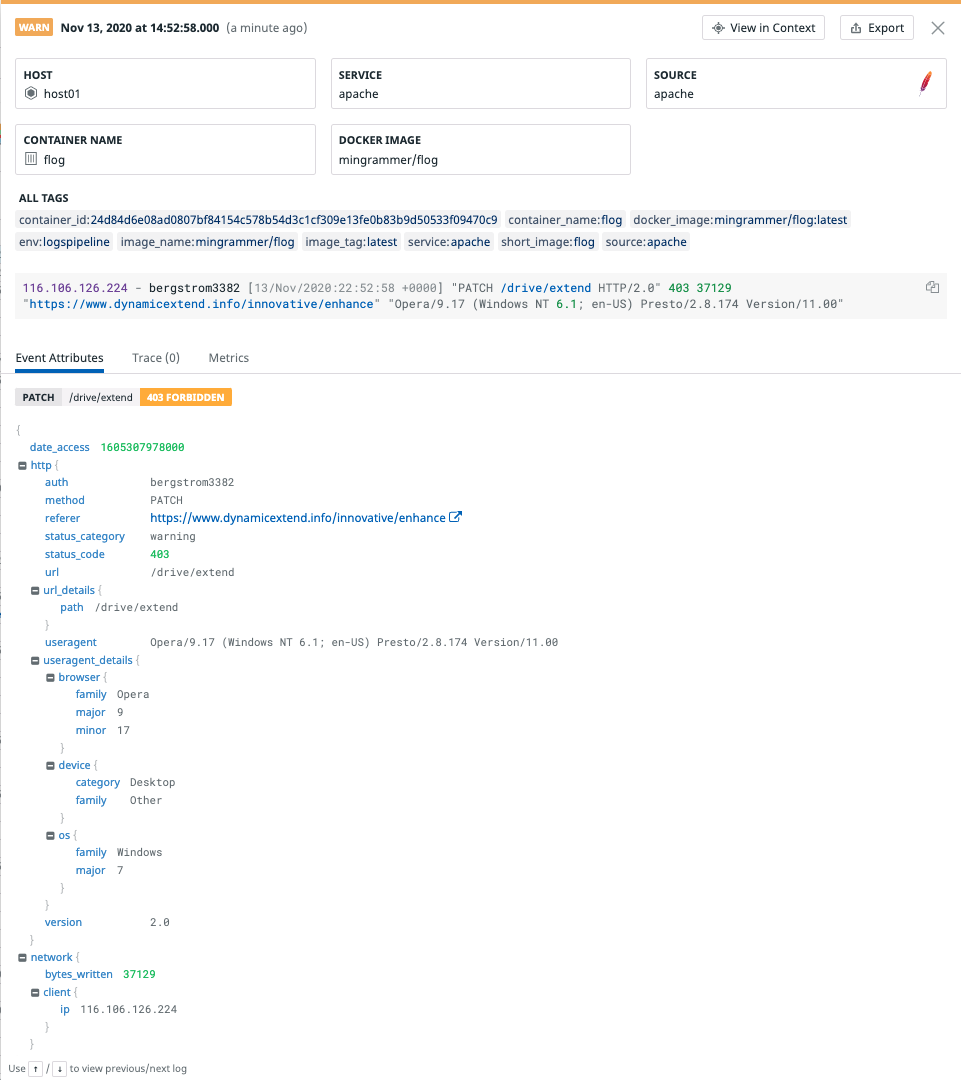 WARN Nov 13, 2020 at 14:52:58.000 (a minute ago) View in Context Export
HOST
host01
SERVICE
apache
SOURCE
apache
CONTAINER NAME
flog
DOCKER IMAGE
mingrammer/flog
ALL TAGS
container_id:24d84d6e08ad0807bf84154c578b54d3c1cf309e13fe0b83b9d50533f09470c9 container_name:flog docker_image:mingrammer/flog:latest
env:logspipeline image_name:mingrammer/flog image_tag:latest service:apache short_image:flog source:apache
116.106.126.224 - bergstrom3382 [13/Nov/2020:22:52:58 +0000] "PATCH /drive/extend HTTP/2.0" 403 37129
"https://www.dynamicextend.info/innovative/enhance" "Opera/9.17 (Windows NT 6.1; en-US) Presto/2.8.174 Version/11.00"
Event Attributes Trace (0) Metrics
PATCH /drive/extend 403 FORBIDDEN
{
date_access 1605307978000
http {
auth bergstrom3382
method PATCH
referer https://www.dynamicextend.info/innovative/enhance
status_category warning
status_code 403
url /drive/extend
url_details {
path /drive/extend
}
useragent Opera/9.17 (Windows NT 6.1; en-US) Presto/2.8.174 Version/11.00
useragent_details {
browser {
family Opera
major 9
minor 17
}
device {
category Desktop
family Other
}
os {
family Windows
major 7
}
}
version 2.0
}
network {
bytes_written 37129
client {
ip 116.106.126.224
}
}
Use ↑ / ↓ to view previous/next log